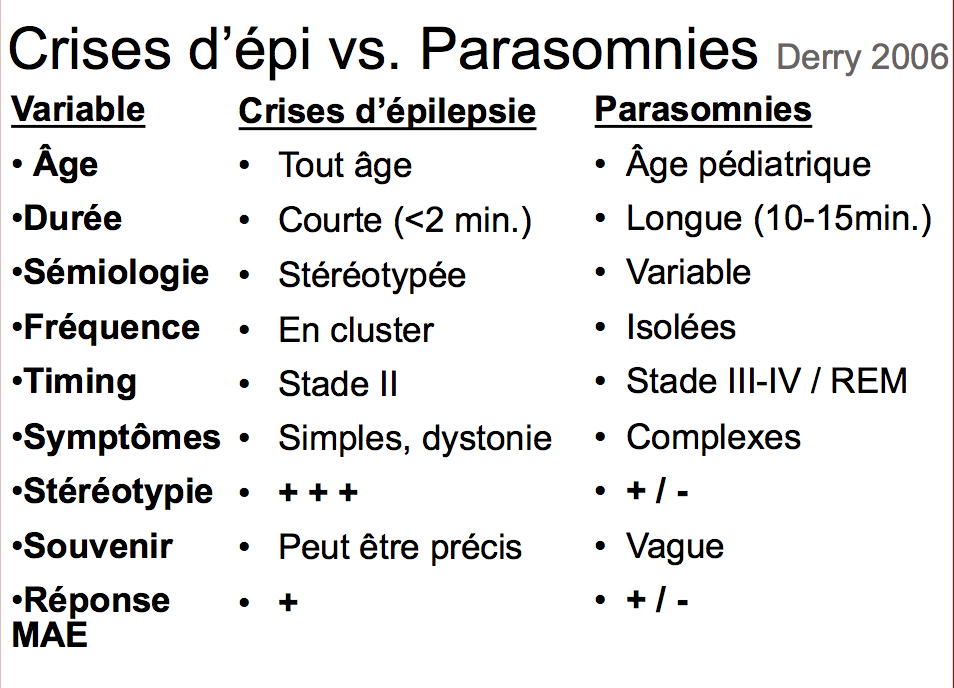 Crises d’épi vs. Parasomnies Derry 2006
Variable Crises d’épilepsie Parasomnies
• Âge • Tout âge • Âge pédiatrique
•Durée • Courte (<2 min.) • Longue (10-15min.)
•Sémiologie • Stéréotypée • Variable
•Fréquence • En cluster • Isolées
•Timing • Stade II • Stade III-IV / REM
•Symptômes • Simples, dystonie • Complexes
•Stéréotypie • + + + • + / -
•Souvenir • Peut être précis • Vague
•Réponse • + • + / -
MAE